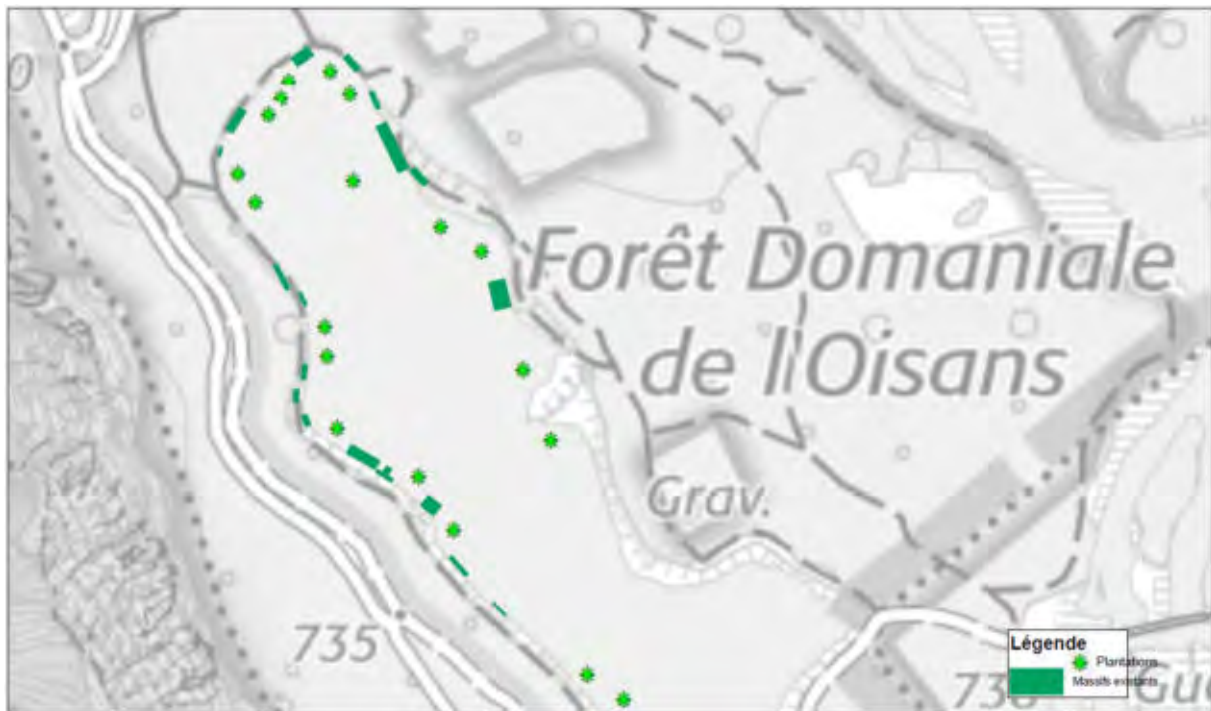 Forêt Domaniale
de l'Oisans
Grav.
735
Légende
Plantations
Massifs existants